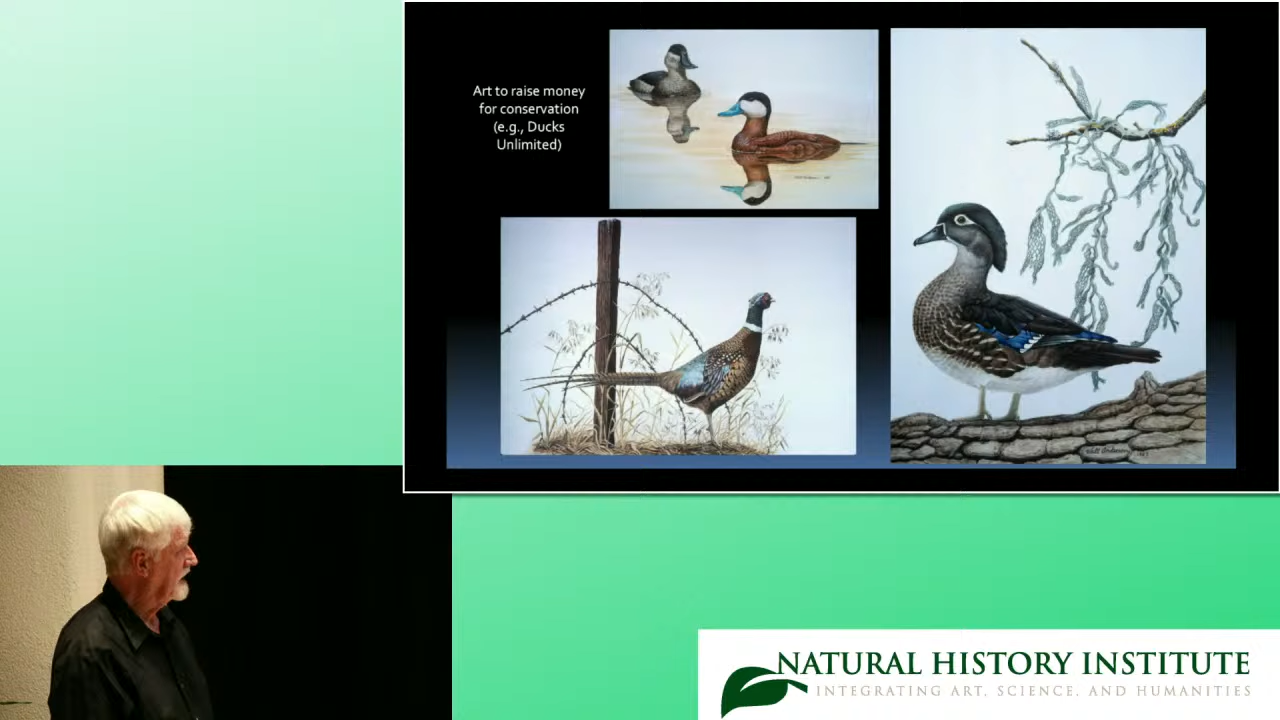 Art to raise money
for conservation
(e.g., Ducks
Unlimited)
NATURAL HISTORY INSTITUTE
INTEGRATING ART, SCIENCE, AND HUMANITIES